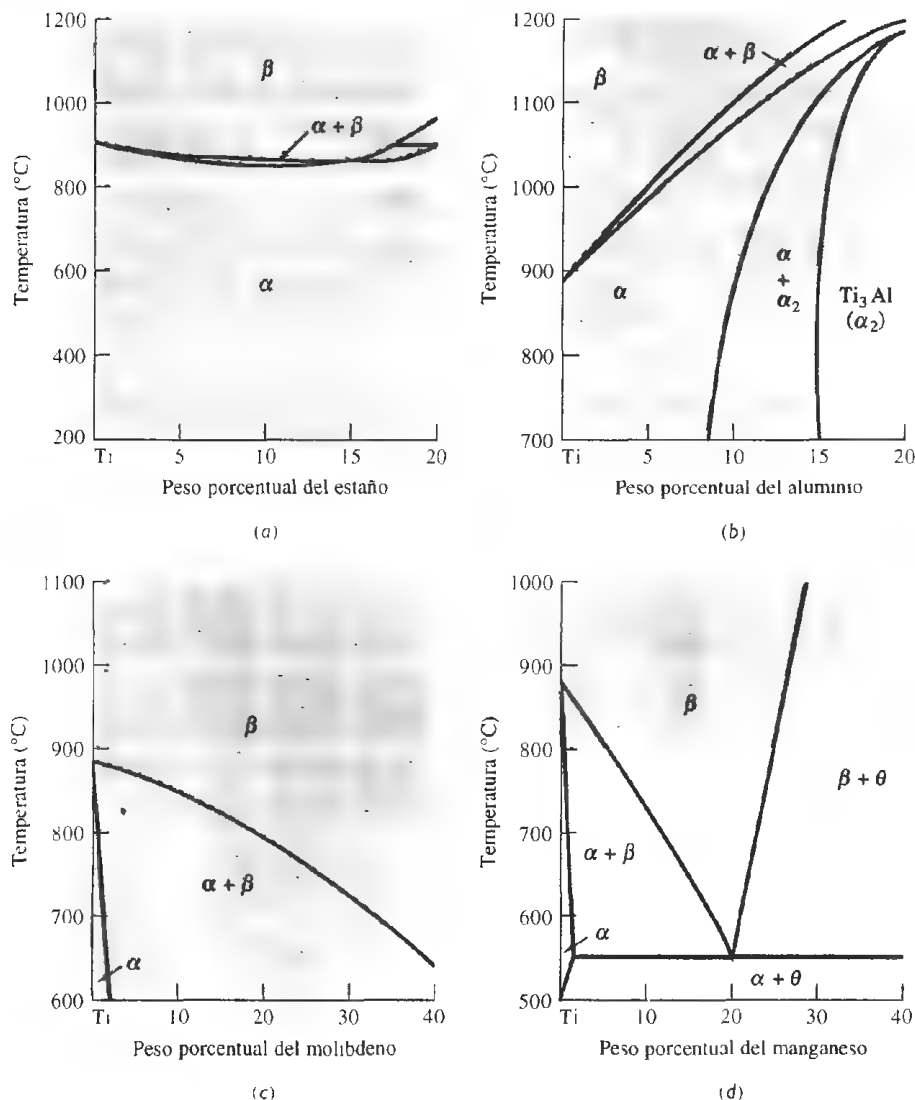 1200
1000
800
600
400
200
Temperatura (°C)
β
α + β
α
Ti
5
10
15
20
Peso porcentual del estaño
(a)
1200
1100
1000
900
800
700
Temperatura (°C)
β
α + β
α
α
+
α₂
Ti₃Al
(α₂)
Ti
5
10
15
20
Peso porcentual del aluminio
(b)
1100
1000
900
800
700
600
Temperatura (°C)
β
α + β
α
Ti
10
20
30
40
Peso porcentual del molibdeno
(c)
1000
900
800
700
600
500
Temperatura (°C)
β
β + θ
α + β
α
α + θ
Ti
10
20
30
40
Peso porcentual del manganeso
(d)